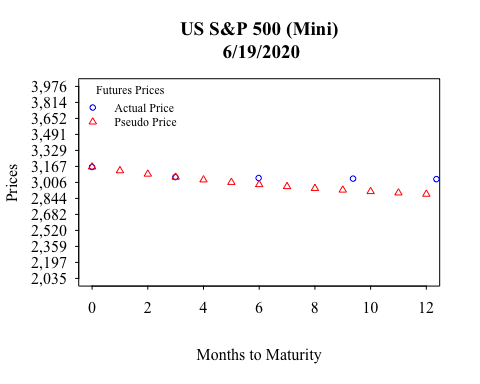 US S&P 500 (Mini)
6/19/2020
Futures Prices
Actual Price
Pseudo Price
Prices
3,976
3,814
3,652
3,491
3,329
3,167
3,006
2,844
2,682
2,520
2,359
2,197
2,035
0 2 4 6 8 10 12
Months to Maturity